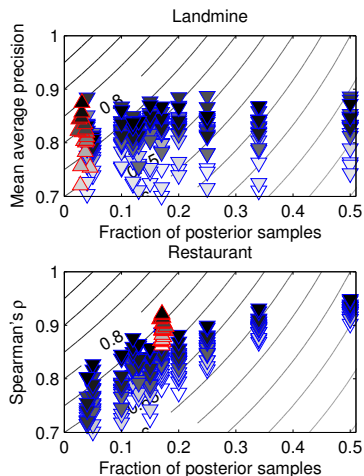 Landmine
Mean average precision
1
0.9
0.8
0.7
0.8
0 0.1 0.2 0.3 0.4 0.5
Fraction of posterior samples
Restaurant
Spearman's ρ
1
0.9
0.8
0.7
0.8
0 0.1 0.2 0.3 0.4 0.5
Fraction of posterior samples